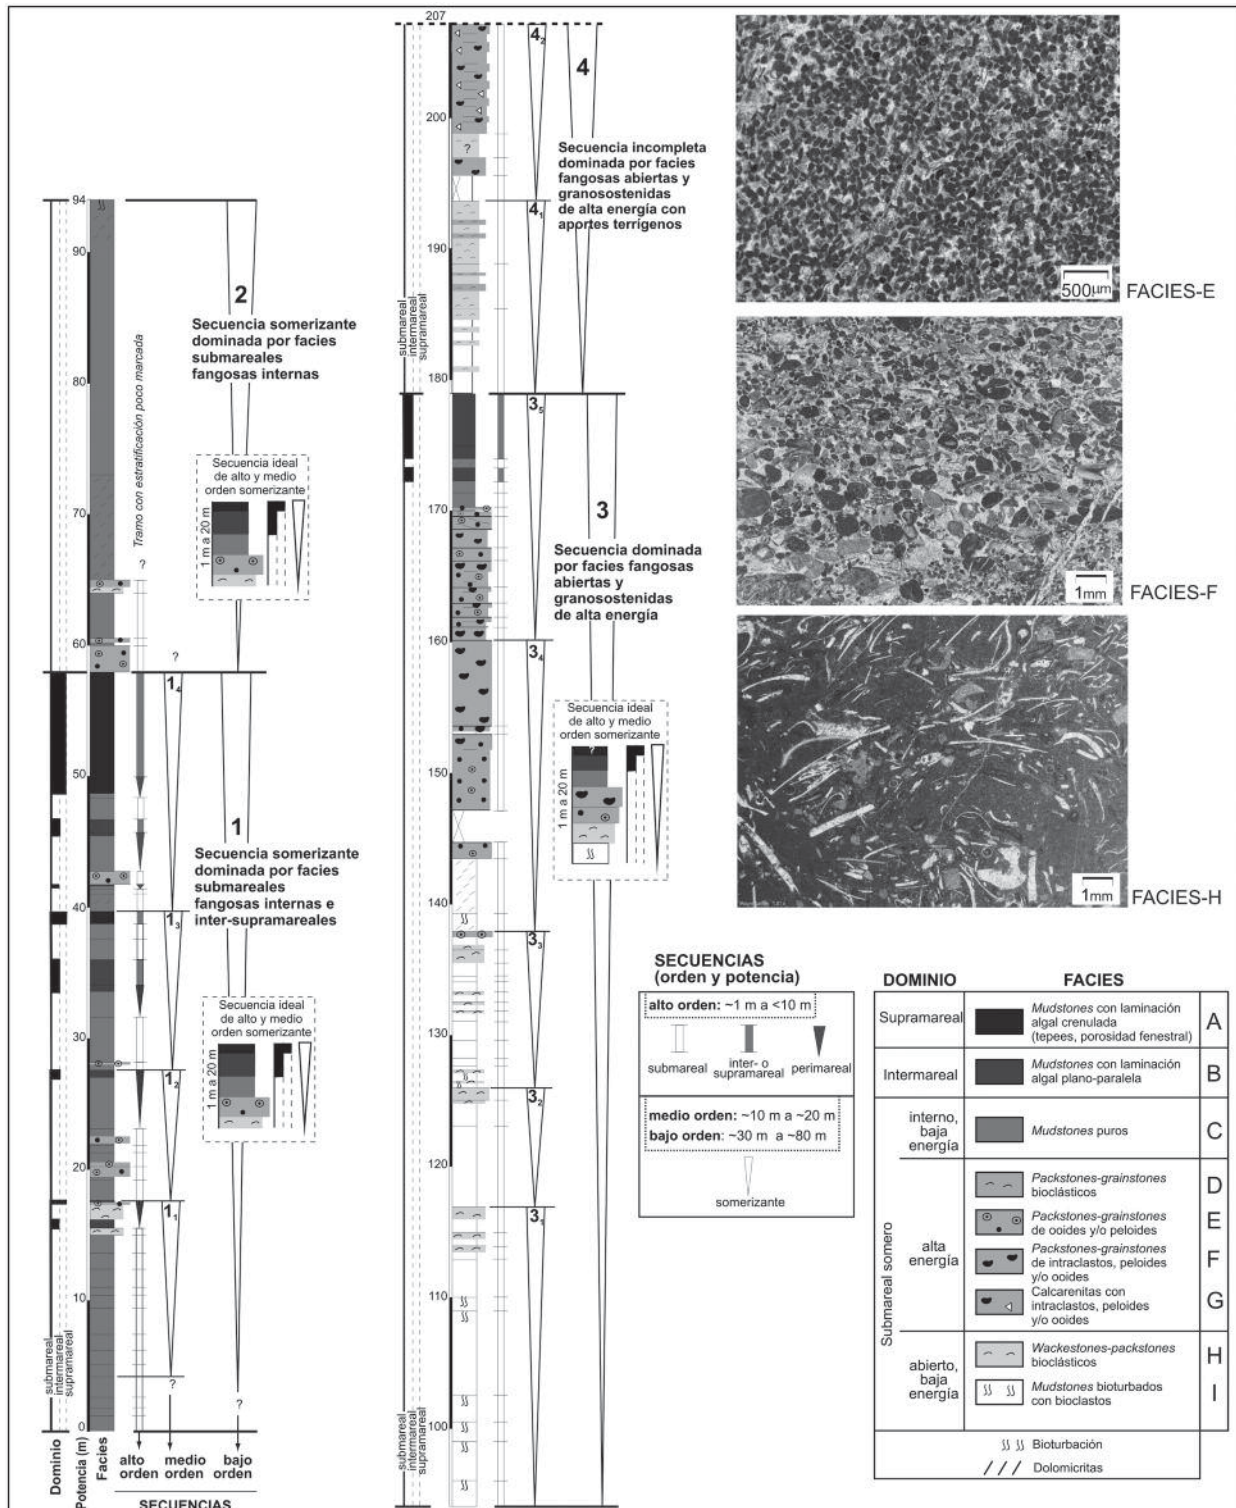 94
90
80
70
60
50
40
30
20
10
0
Tramo con estratificación poco marcada
?
2
Secuencia somerizante
dominada por facies
submareales
fangosas internas
Secuencia ideal
de alto y medio
orden somerizante
1 m a 20 m
?
1₄
1₃
1₂
1₁
?
1
Secuencia somerizante
dominada por facies
submareales
fangosas internas e
inter-supramareales
Secuencia ideal
de alto y medio
orden somerizante
1 m a 20 m
?
submareal
intermareal
supramareal
Dominio
Potencia (m)
Facies
alto
orden
medio
orden
bajo
orden
SECUENCIAS
207
200
190
180
170
160
150
140
130
120
110
100
?
submareal
intermareal
supramareal
4₂
4₁
4
Secuencia incompleta
dominada por facies
fangosas abiertas y
granosostenidas
de alta energía con
aportes terrígenos
3₅
3₄
3₃
3₂
3₁
3
Secuencia dominada
por facies fangosas
abiertas y
granosostenidas
de alta energía
Secuencia ideal
de alto y medio
orden somerizante
?
1 m a 20 m
submareal
intermareal
supramareal
500µm
FACIES-E
1mm
FACIES-F
1mm
FACIES-H
SECUENCIAS
(orden y potencia)
alto orden: ~1 m a <10 m
submareal
inter- o
supramareal
perimareal
medio orden: ~10 m a ~20 m
bajo orden: ~30 m a ~80 m
somerizante
DOMINIO
FACIES
Supramareal
Mudstones con laminación
algal crenulada
(tepees, porosidad fenestral)
A
Intermareal
Mudstones con laminación
algal plano-paralela
B
Submareal somero
interno,
baja
energía
Mudstones puros
C
alta
energía
Packstones-grainstones
bioclásticos
D
Packstones-grainstones
de ooides y/o peloides
E
Packstones-grainstones
de intraclastos, peloides
y/o ooides
F
Calcarenitas con
intraclastos, peloides
y/o ooides
G
abierto,
baja
energía
Wackestones-packstones
bioclásticos
H
Mudstones bioturbados
con bioclastos
I
Bioturbación
Dolomicritas